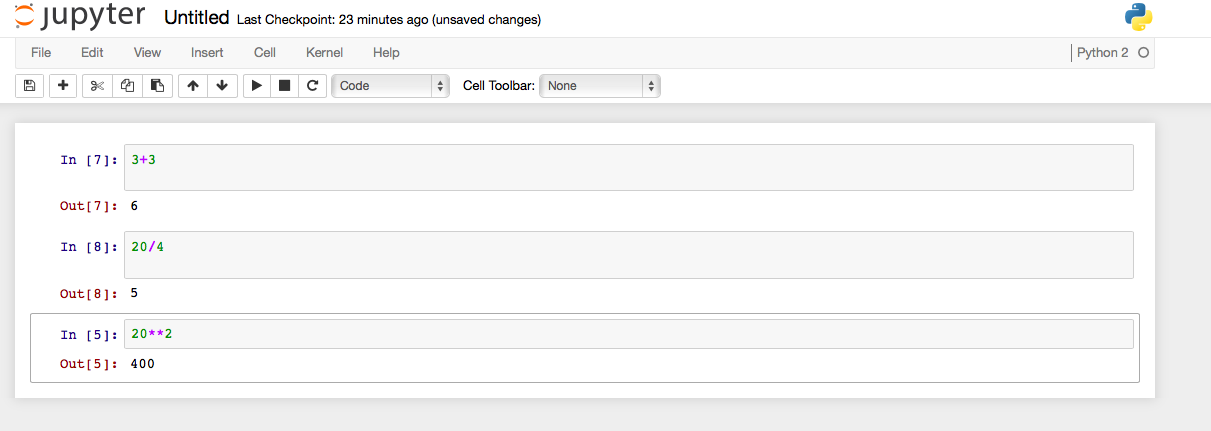 jupyter Untitled Last Checkpoint: 23 minutes ago (unsaved changes)
File Edit View Insert Cell Kernel Help Python 2
Code Cell Toolbar: None
In [7]: 3+3
Out[7]: 6
In [8]: 20/4
Out[8]: 5
In [5]: 20**2
Out[5]: 400